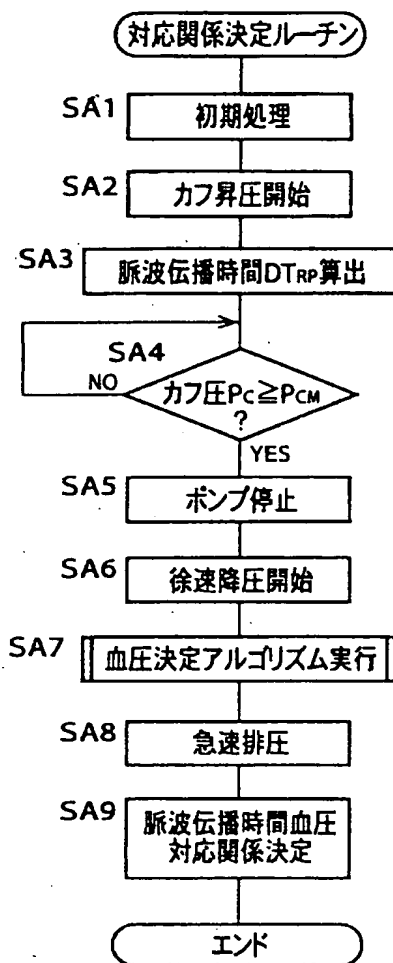 対応関係決定ルーチン
SA1
初期処理
SA2
カフ昇圧開始
SA3
脈波伝播時間DTRP算出
SA4
NO
カフ圧PC≧PCM
?
YES
SA5
ポンプ停止
SA6
徐速降圧開始
SA7
血圧決定アルゴリズム実行
SA8
急速排圧
SA9
脈波伝播時間血圧
対応関係決定
エンド